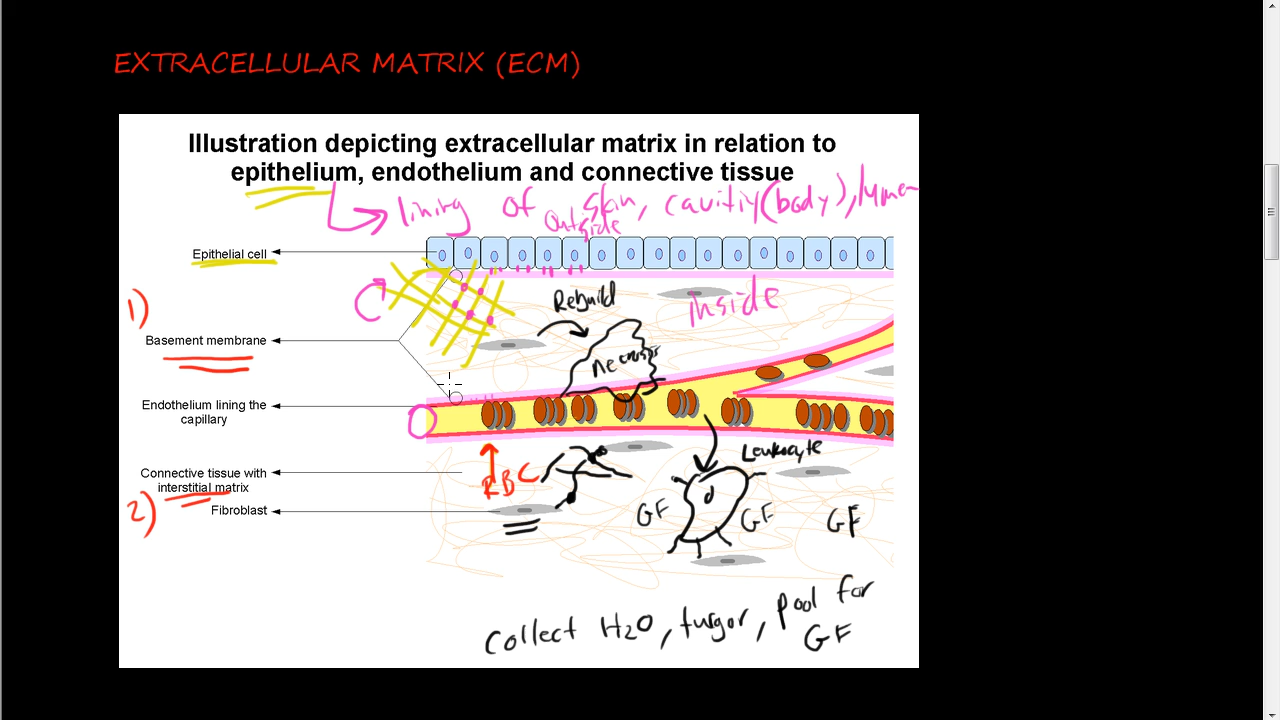 EXTRACELLULAR MATRIX (ECM)
Illustration depicting extracellular matrix in relation to
epithelium, endothelium and connective tissue
lining of outside skin, cavitiy (body), lumen
Epithelial cell
Rebuild
inside
1)
Basement membrane
necrosis
Endothelium lining the
capillary
Leukocyte
Connective tissue with
interstitial matrix
RBC
2)
Fibroblast
GF
GF
GF
collect H2O, turgor, pool for
GF